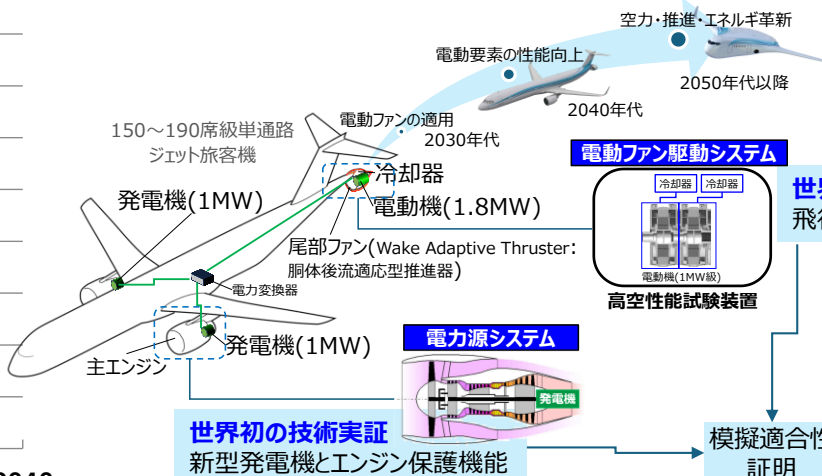 空力・推進・エネルギ革新
電動要素の性能向上
2050年代以降
2040年代
電動ファンの適用
2030年代
150～190席級単通路
ジェット旅客機
冷却器
発電機(1MW)
電動機(1.8MW)
尾部ファン(Wake Adaptive Thruster:
胴体後流適応型推進器)
電力変換器
発電機(1MW)
主エンジン
電動ファン駆動システム
冷却器 冷却器
電動機(1MW級)
高空性能試験装置
世界
飛行
電力源システム
発電機
世界初の技術実証
新型発電機とエンジン保護機能
模擬適合性
証明